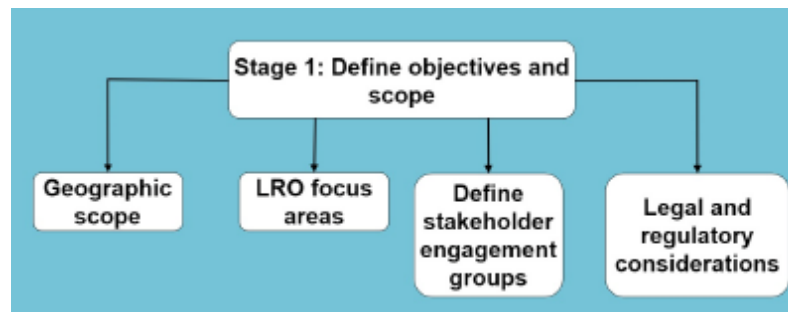 Stage 1: Define objectives and
scope
Geographic
scope
LRO focus
areas
Define
stakeholder
engagement
groups
Legal and
regulatory
considerations